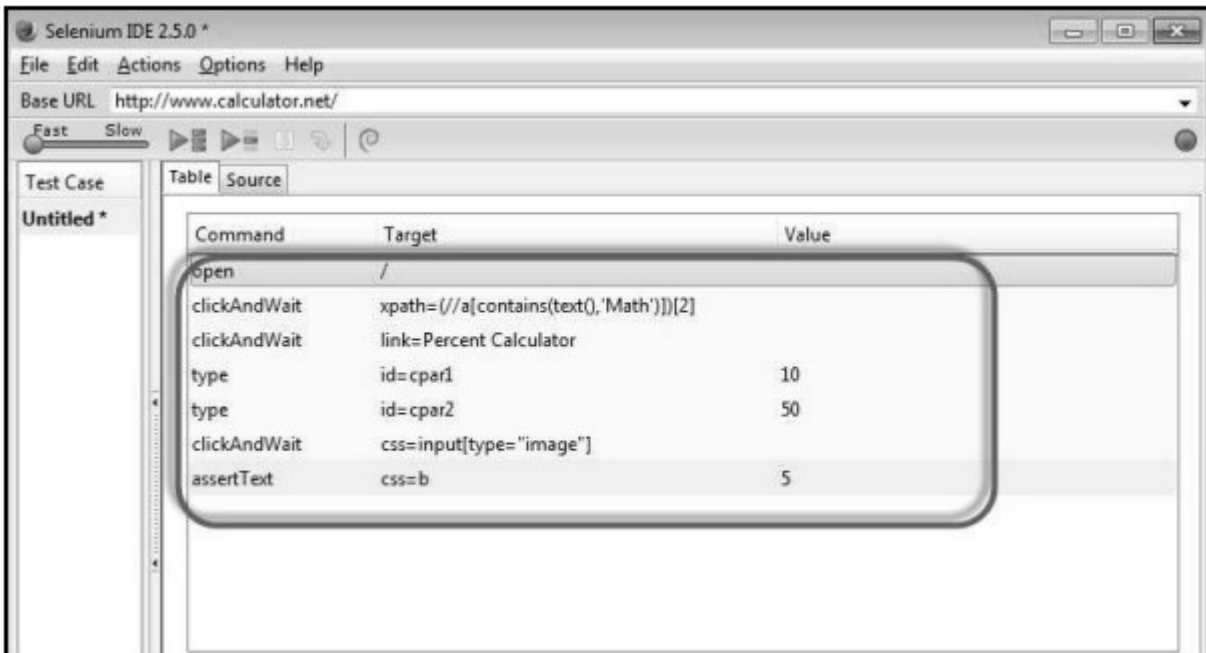 Selenium IDE 2.5.0 *
File Edit Actions Options Help
Base URL http://www.calculator.net/
Fast Slow
Test Case
Table Source
Untitled *
Command Target Value
open /
clickAndWait xpath=(//a[contains(text(),'Math')])[2]
clickAndWait link=Percent Calculator
type id=cpar1 10
type id=cpar2 50
clickAndWait css=input[type="image"]
assertText css=b 5